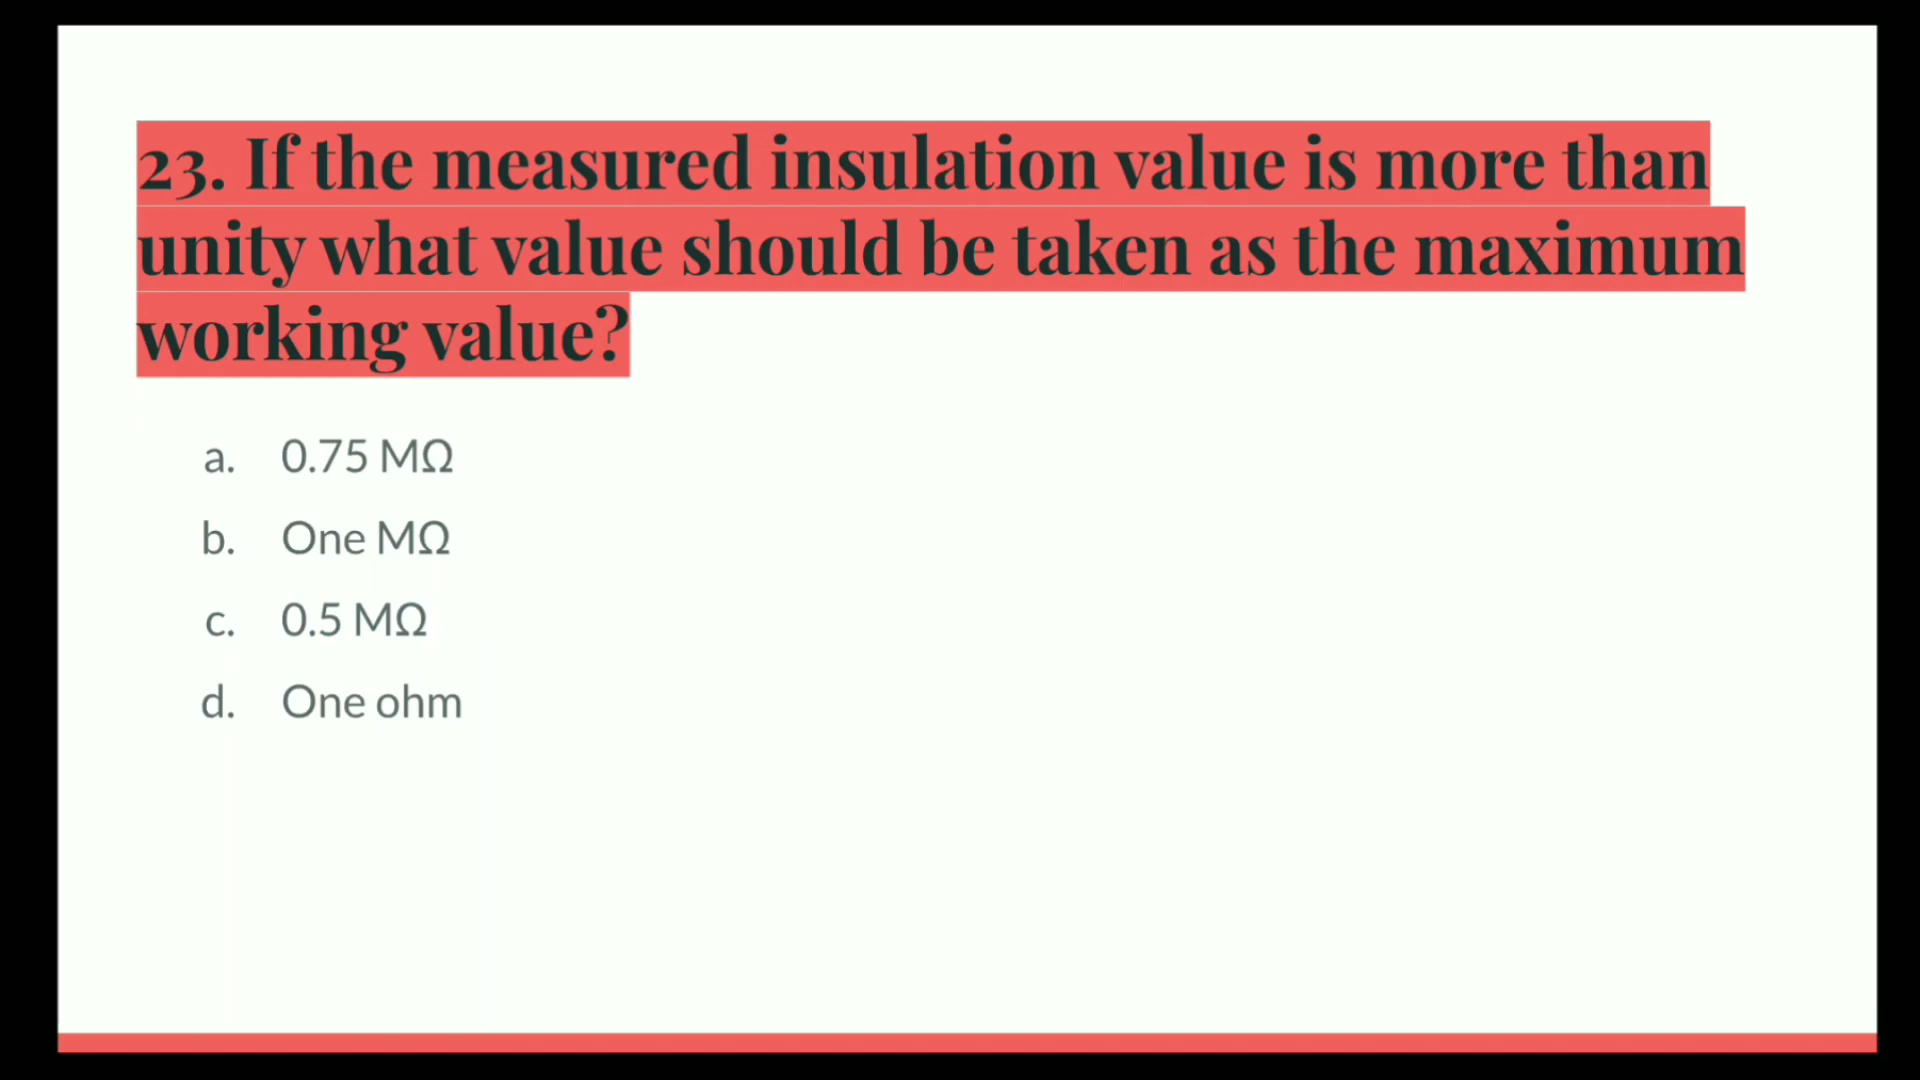 23. If the measured insulation value is more than
unity what value should be taken as the maximum
working value?
a. 0.75 MΩ
b. One MΩ
c. 0.5 MΩ
d. One ohm